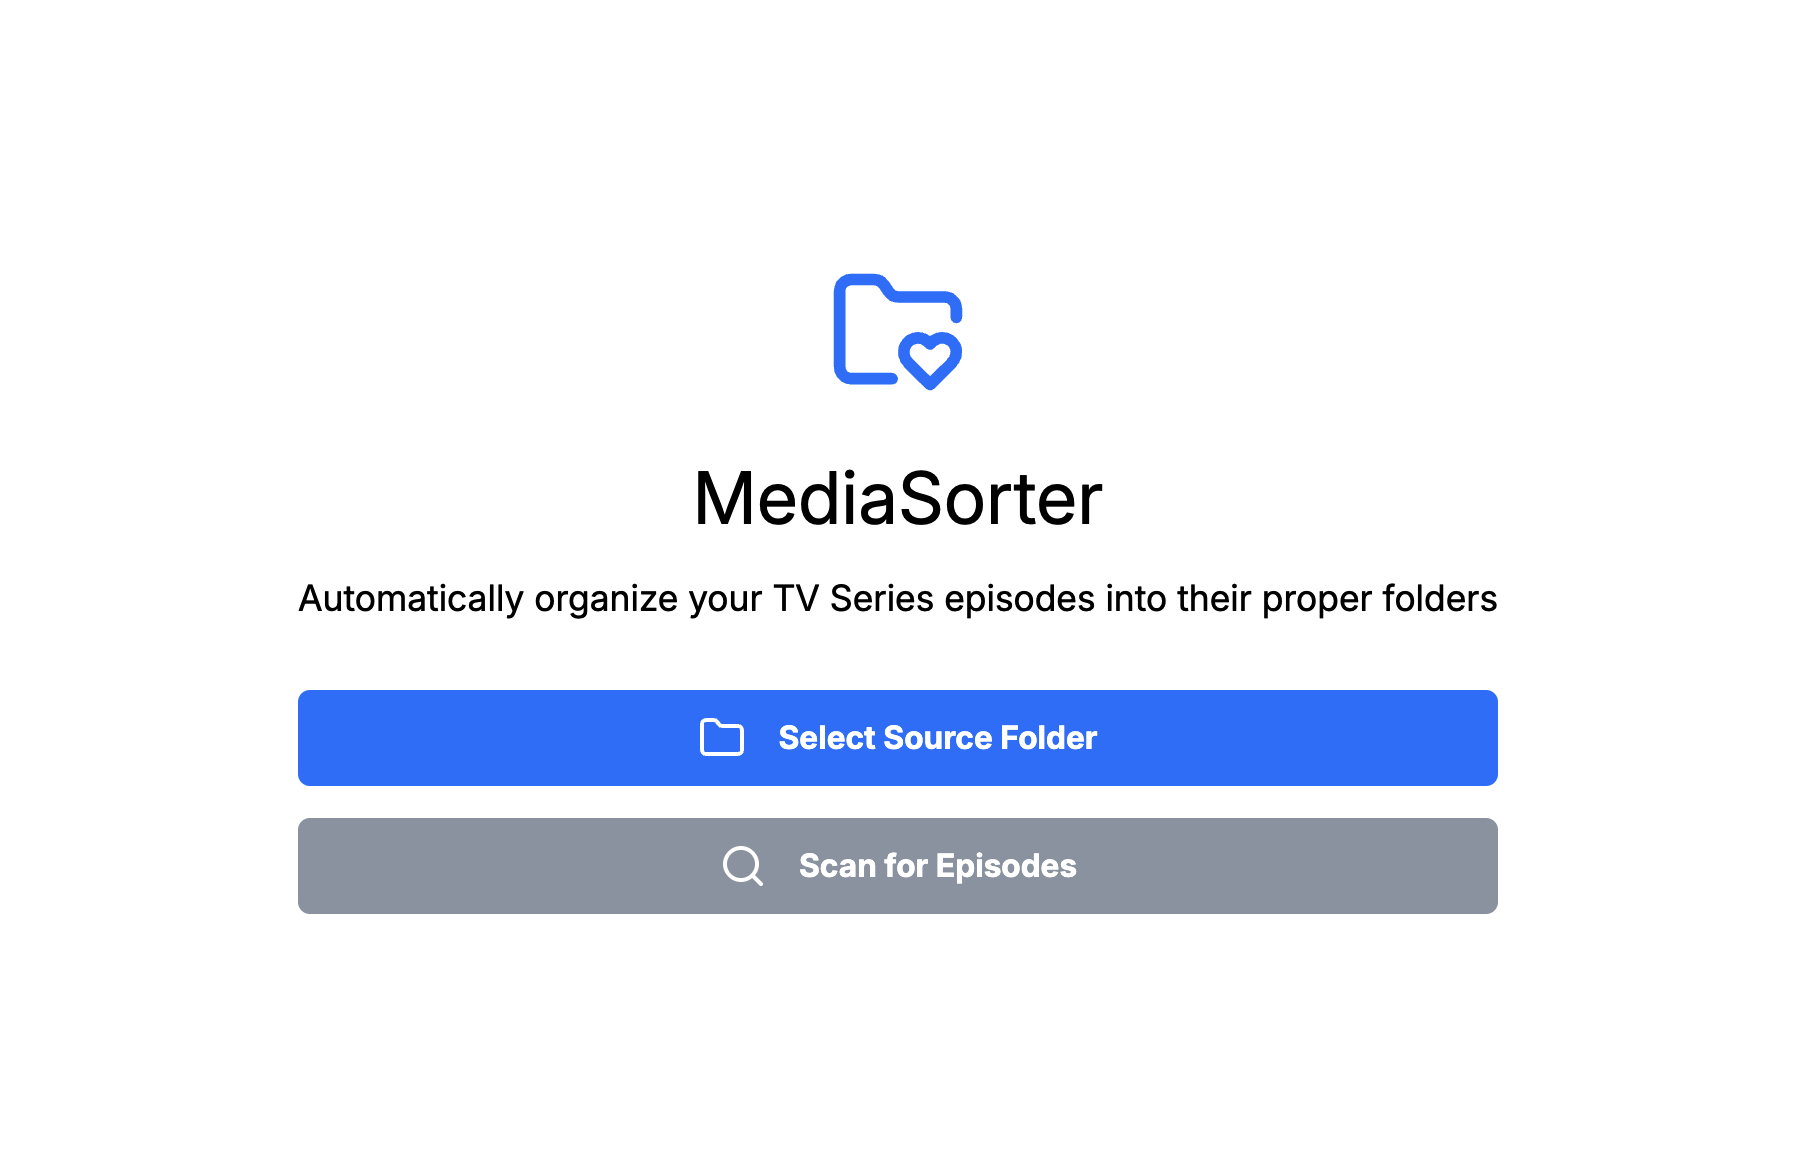 MediaSorter
Automatically organize your TV Series episodes into their proper folders
Select Source Folder
Scan for Episodes